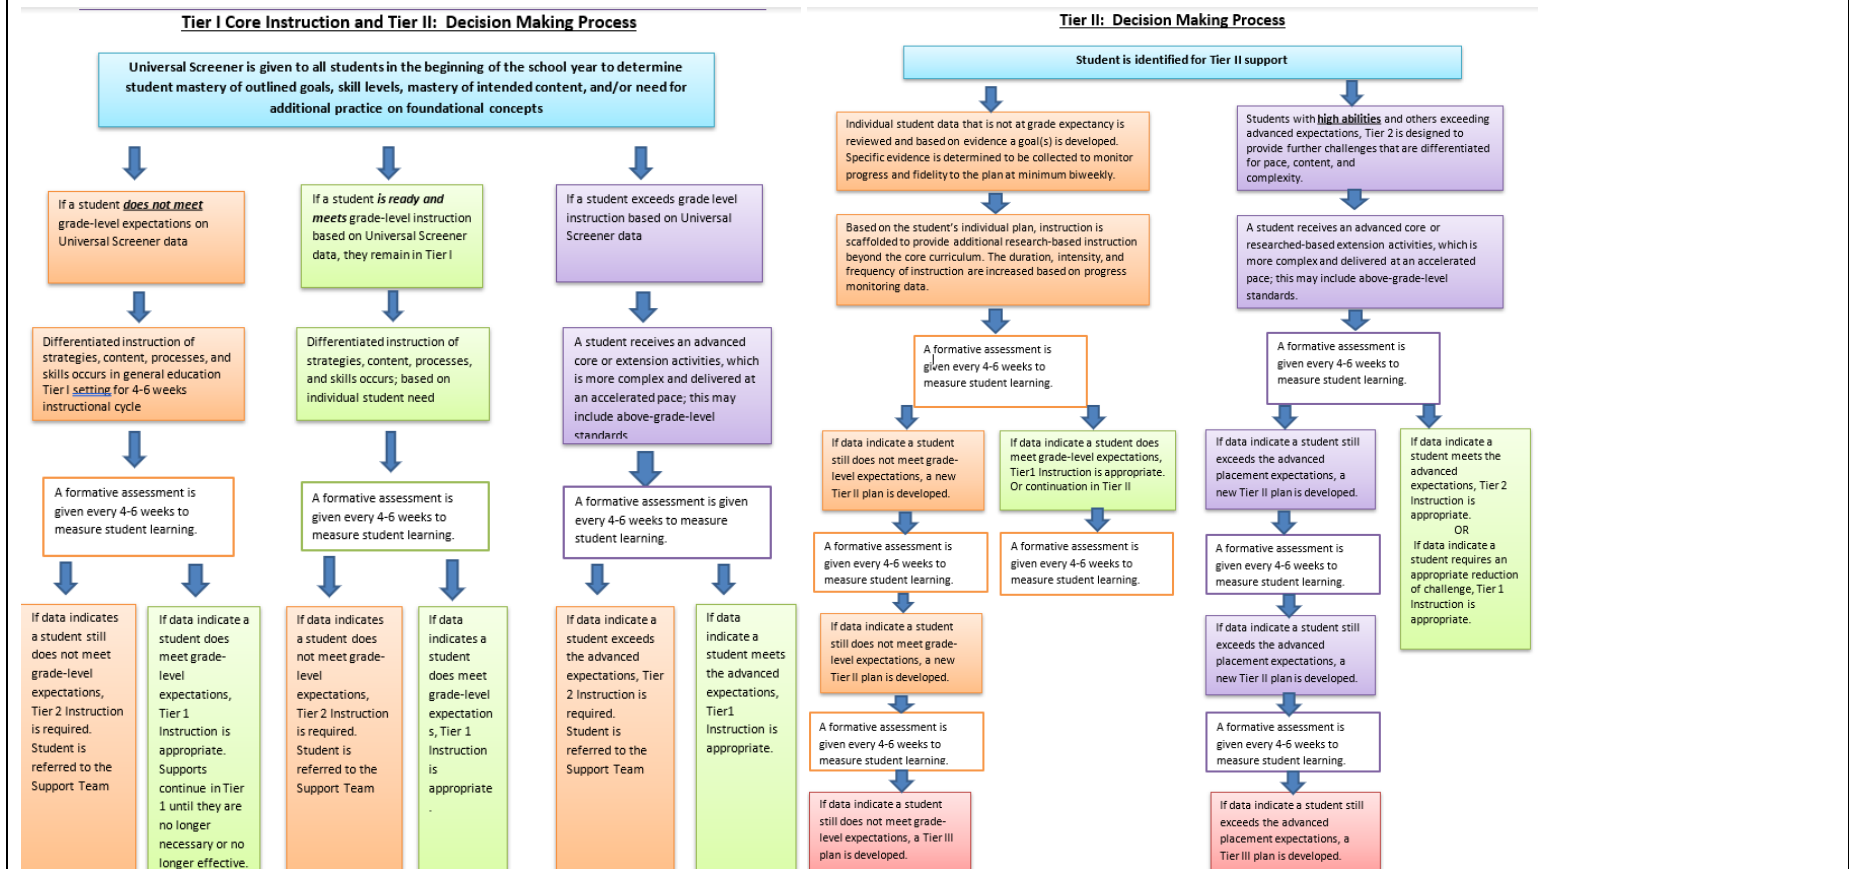 Tier I Core Instruction and Tier II:  Decision Making Process
Universal Screener is given to all students in the beginning of the school year to determine
student mastery of outlined goals, skill levels, mastery of intended content, and/or need for
additional practice on foundational concepts
If a student does not meet
grade-level expectations on
Universal Screener data
If a student is ready and
meets grade-level instruction
based on Universal Screener
data, they remain in Tier I
If a student exceeds grade level
instruction based on Universal
Screener data
Differentiated instruction of
strategies, content, processes, and
skills occurs in general education
Tier I setting for 4-6 weeks
instructional cycle
Differentiated instruction of
strategies, content, processes,
and skills occurs; based on
individual student need
A student receives an advanced
core or extension activities, which
is more complex and delivered at
an accelerated pace; this may
include above-grade-level
standards
A formative assessment is
given every 4-6 weeks to
measure student learning.
A formative assessment is
given every 4-6 weeks to
measure student learning.
A formative assessment is given
every 4-6 weeks to measure
student learning.
If data indicates
a student still
does not meet
grade-level
expectations,
Tier 2 Instruction
is required.
Student is
referred to the
Support Team
If data indicate a
student does
meet grade-
level
expectations,
Tier 1
Instruction is
appropriate.
Supports
continue in Tier
1 until they are
no longer
necessary or no
longer effective.
If data indicates
a student does
not meet grade-
level
expectations,
Tier 2 Instruction
is required.
Student is
referred to the
Support Team
If data
indicates a
student
does meet
grade-level
expectation
s, Tier 1
Instruction
is
appropriate
.
If data indicate a
student exceeds
the advanced
expectations, Tier
2 Instruction is
required.
Student is
referred to the
Support Team
If data
indicate a
student meets
the advanced
expectations,
Tier1
Instruction is
appropriate.
Tier II:  Decision Making Process
Student is identified for Tier II support
Individual student data that is not at grade expectancy is
reviewed and based on evidence a goal(s) is developed.
Specific evidence is determined to be collected to monitor
progress and fidelity to the plan at minimum biweekly.
Students with high abilities and others exceeding
advanced expectations, Tier 2 is designed to
provide further challenges that are differentiated
for pace, content, and
complexity.
Based on the student's individual plan, instruction is
scaffolded to provide additional research-based instruction
beyond the core curriculum. The duration, intensity, and
frequency of instruction are increased based on progress
monitoring data.
A student receives an advanced core or
researched-based extension activities, which is
more complex and delivered at an accelerated
pace; this may include above-grade-level
standards.
A formative assessment is
given every 4-6 weeks to
measure student learning.
A formative assessment is
given every 4-6 weeks to
measure student learning.
If data indicate a student
still does not meet grade-
level expectations, a new
Tier II plan is developed.
If data indicate a student does
meet grade-level expectations,
Tier1 Instruction is appropriate.
Or continuation in Tier II
If data indicate a student still
exceeds the advanced
placement expectations, a
new Tier II plan is developed.
If data indicate a
student meets the
advanced
expectations, Tier 2
Instruction is
appropriate.
OR
If data indicate a
student requires an
appropriate reduction
of challenge, Tier 1
Instruction is
appropriate.
A formative assessment is
given every 4-6 weeks to
measure student learning.
A formative assessment is
given every 4-6 weeks to
measure student learning.
A formative assessment is
given every 4-6 weeks to
measure student learning.
If data indicate a student
still does not meet grade-
level expectations, a new
Tier II plan is developed.
If data indicate a student still
exceeds the advanced
placement expectations, a
new Tier II plan is developed.
A formative assessment is
given every 4-6 weeks to
measure student learning.
A formative assessment is
given every 4-6 weeks to
measure student learning.
If data indicate a student
still does not meet grade-
level expectations, a Tier III
plan is developed.
If data indicate a student still
exceeds the advanced
placement expectations, a
Tier III plan is developed.